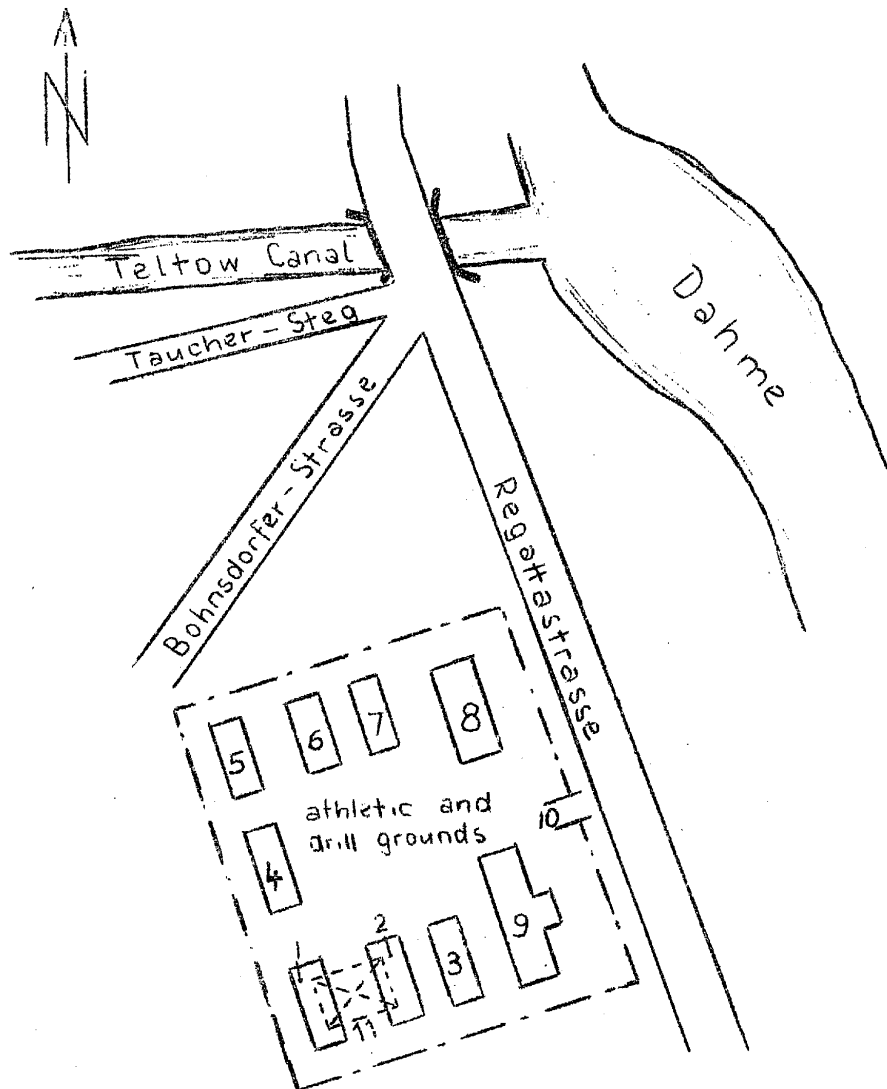 N
Teltow Canal
Taucher-Steg
Dahme
Bohnsdorfer-Strasse
Regattastrasse
5
6
7
8
athletic and
drill grounds
10
4
1
2
3
9
11